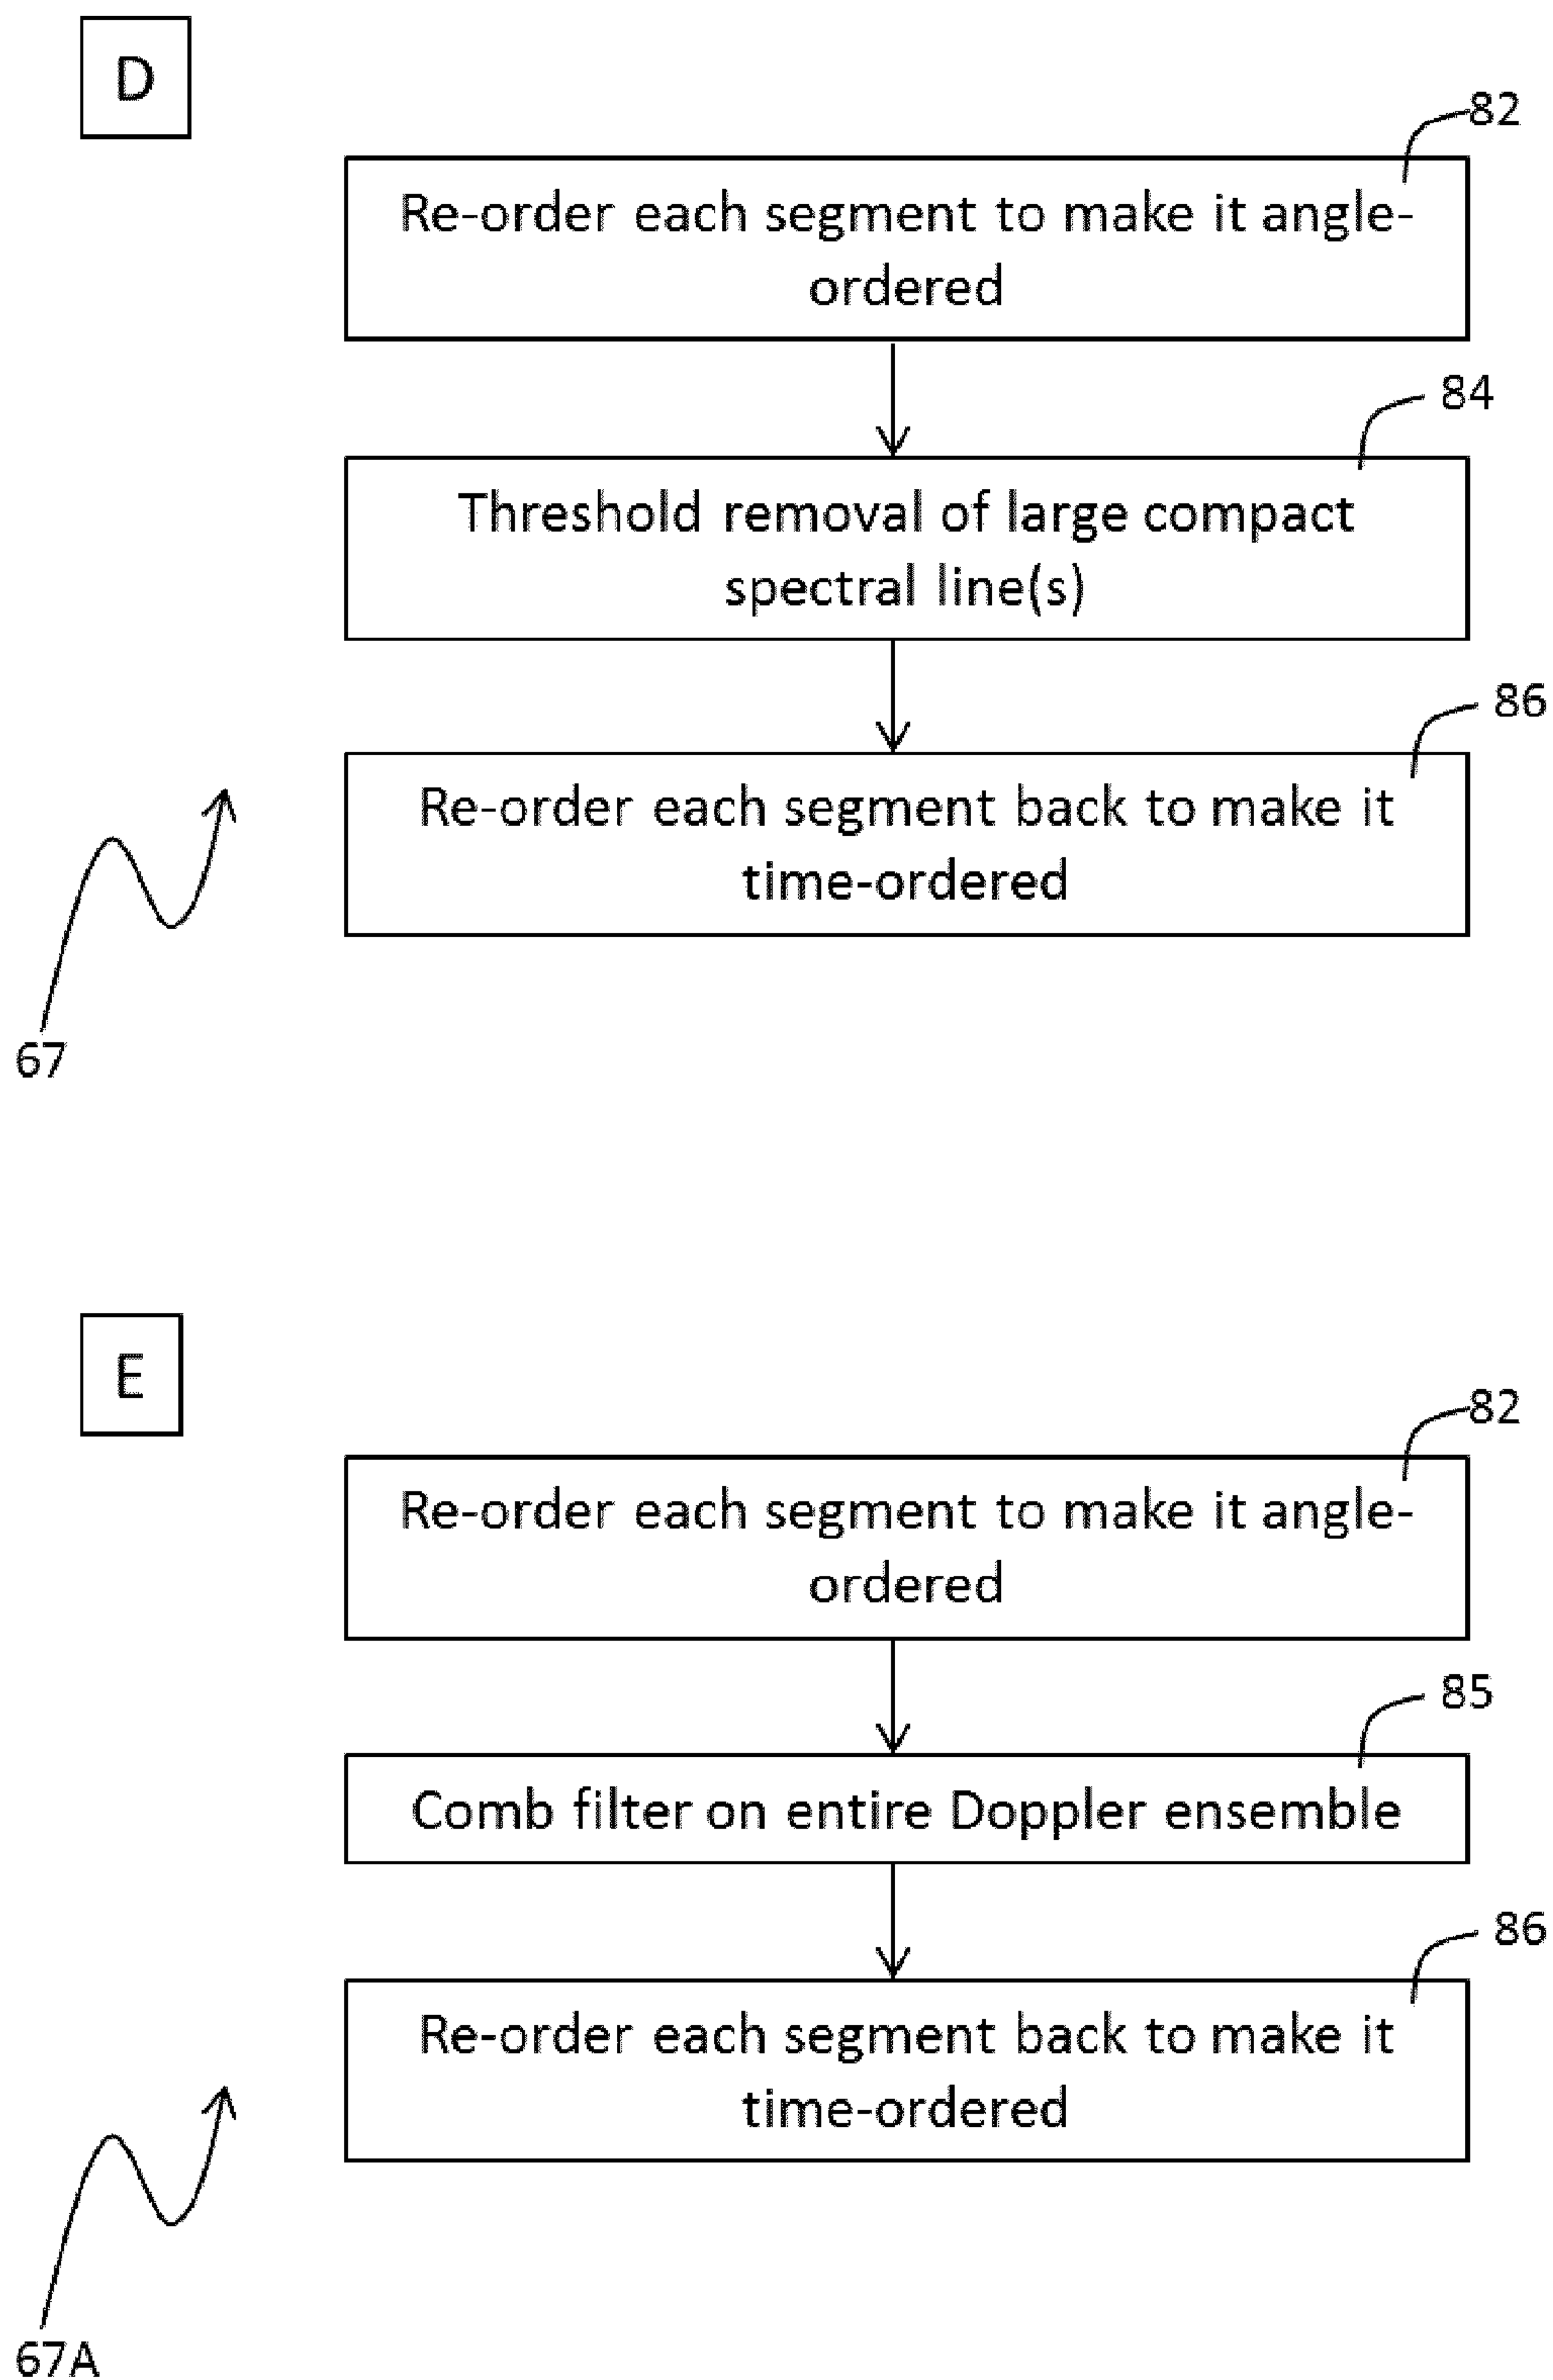 D
82
Re-order each segment to make it angle-
ordered
84
Threshold removal of large compact
spectral line(s)
86
Re-order each segment back to make it
time-ordered
67
E
82
Re-order each segment to make it angle-
ordered
85
Comb filter on entire Doppler ensemble
86
Re-order each segment back to make it
time-ordered
67A